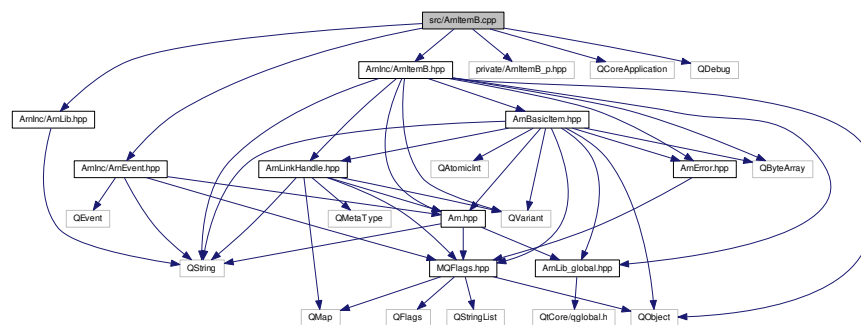 src/ArnItemB.cpp
ArnInc/ArnItemB.hpp
private/ArnItemB_p.hpp
QCoreApplication
QDebug
ArnInc/ArnLib.hpp
ArnBasicItem.hpp
ArnInc/ArnEvent.hpp
ArnLinkHandle.hpp
QAtomicInt
ArnError.hpp
QByteArray
QEvent
QMetaType
Arn.hpp
QVariant
QString
MQFlags.hpp
ArnLib_global.hpp
QMap
QFlags
QStringList
QtCore/qglobal.h
QObject